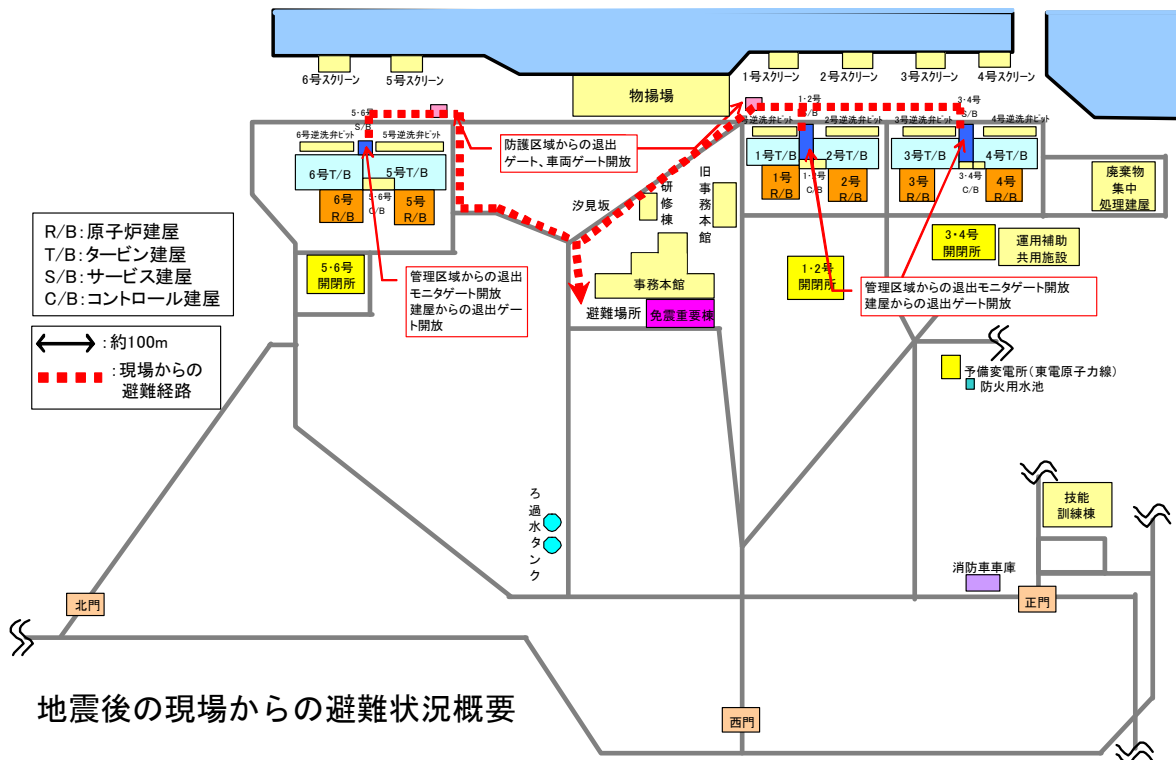 6号スクリーン
5号スクリーン
1号スクリーン
2号スクリーン
3号スクリーン
4号スクリーン
物揚場
5・6号
S/B
1・2号
S/B
3・4号
S/B
6号逆洗弁ピット
5号逆洗弁ピット
号逆洗弁ピット
2号逆洗弁ピット
3号逆洗弁ピット
4号逆洗弁ピット
防護区域からの退出
ゲート、車両ゲート開放
6号T/B
5号T/B
1号T/B
2号T/B
3号T/B
4号T/B
6号
R/B
5・6号
C/B
5号
R/B
1号
R/B
1・2号
C/B
2号
R/B
3号
R/B
3・4号
C/B
4号
R/B
廃棄物
集中
処理建屋
研修棟
旧事務本館
汐見坂
R/B:原子炉建屋
T/B:タービン建屋
S/B:サービス建屋
C/B:コントロール建屋
5・6号
開閉所
管理区域からの退出
モニタゲート開放
建屋からの退出ゲー
ト開放
事務本館
避難場所
免震重要棟
1・2号
開閉所
3・4号
開閉所
運用補助
共用施設
管理区域からの退出モニタゲート開放
建屋からの退出ゲート開放
:約100m
:現場からの
避難経路
予備変電所(東電原子力線)
防火用水池
ろ過水タンク
技能
訓練棟
消防車車庫
北門
正門
西門
地震後の現場からの避難状況概要